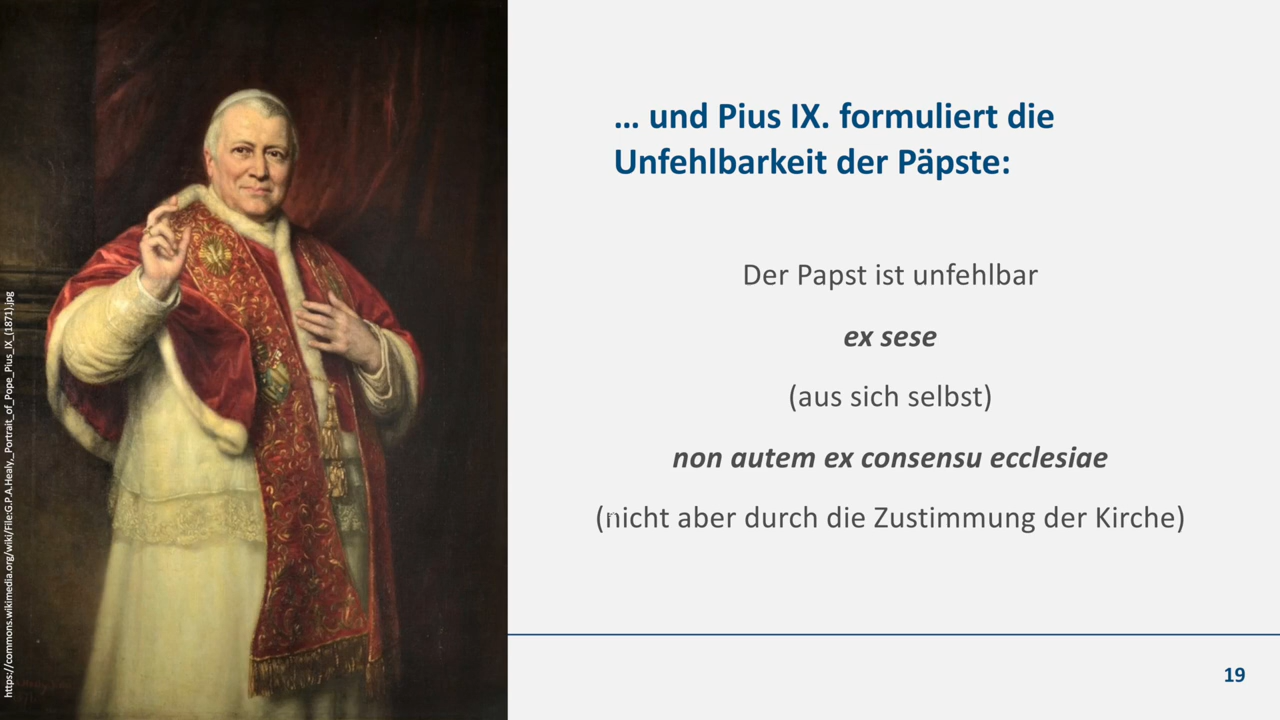 … und Pius IX. formuliert die
Unfehlbarkeit der Päpste:
Der Papst ist unfehlbar
ex sese
(aus sich selbst)
non autem ex consensu ecclesiae
(nicht aber durch die Zustimmung der Kirche)
19
https://commons.wikimedia.org/wiki/File:G.P.A.Healy,_Portrait_of_Pope_Pius_IX_(1871).jpg